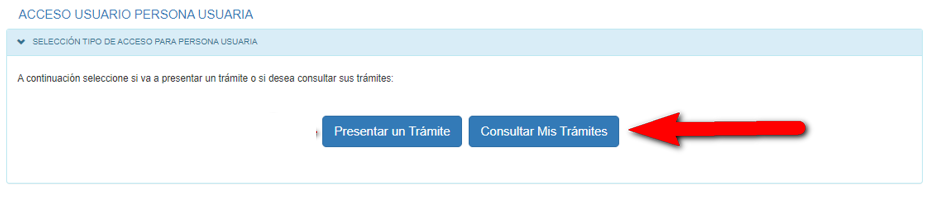 ACCESO USUARIO PERSONA USUARIA
SELECCIÓN TIPO DE ACCESO PARA PERSONA USUARIA
A continuación seleccione si va a presentar un trámite o si desea consultar sus trámites:
Presentar un Trámite Consultar Mis Trámites